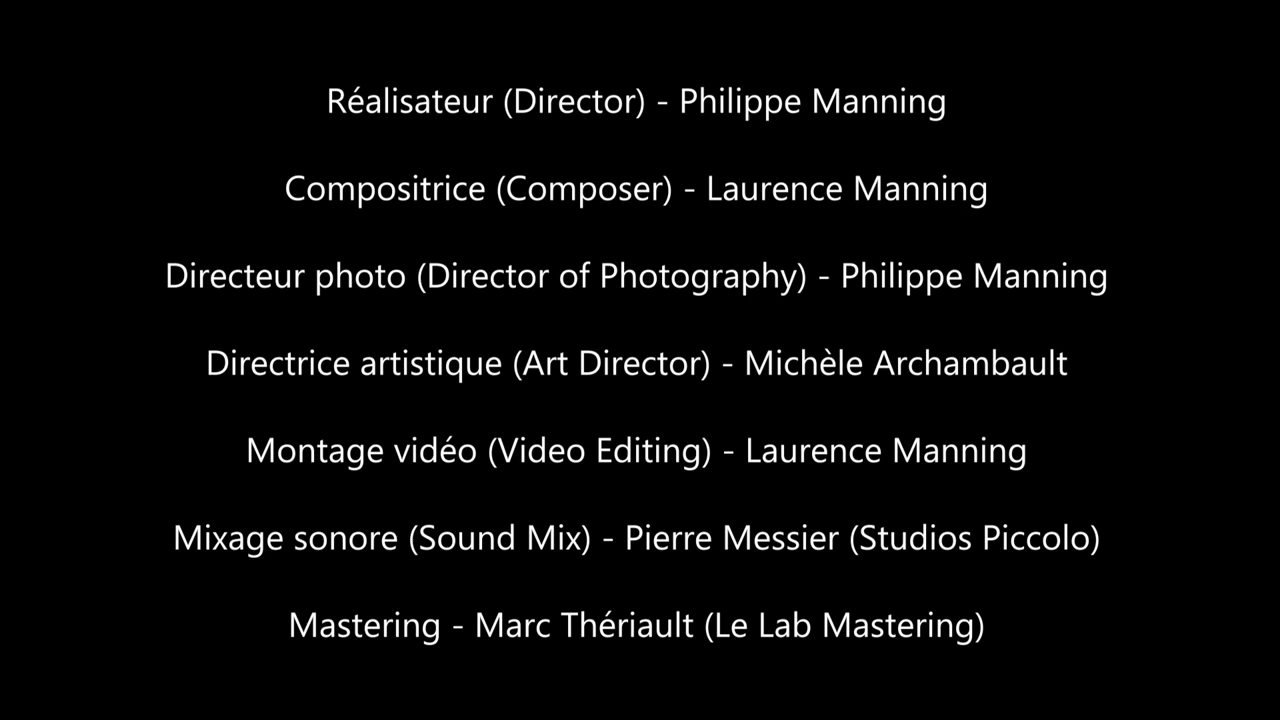 Réalisateur (Director) - Philippe Manning
Compositrice (Composer) - Laurence Manning
Directeur photo (Director of Photography) - Philippe Manning
Directrice artistique (Art Director) - Michèle Archambault
Montage vidéo (Video Editing) - Laurence Manning
Mixage sonore (Sound Mix) - Pierre Messier (Studios Piccolo)
Mastering - Marc Thériault (Le Lab Mastering)